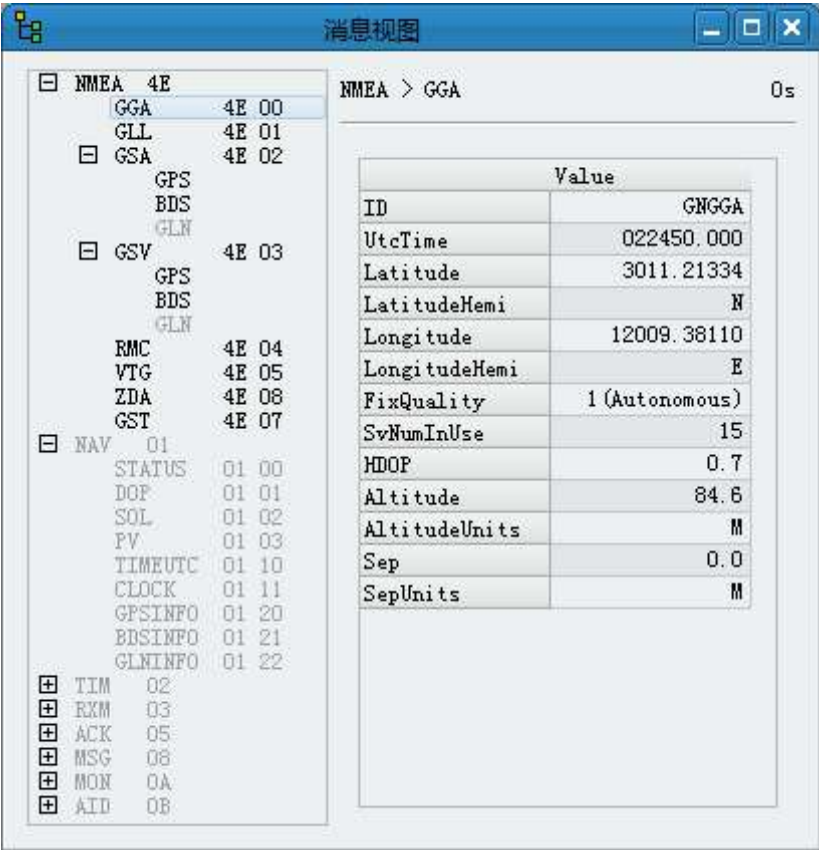 消息视图
NMEA 4E
GGA 4E 00
GLL 4E 01
GSA 4E 02
GPS
BDS
GLN
GSV 4E 03
GPS
BDS
GLN
RMC 4E 04
VTG 4E 05
ZDA 4E 08
GST 4E 07
NAV 01
STATUS 01 00
DOP 01 01
SOL 01 02
PV 01 03
TIMEUTC 01 10
CLOCK 01 11
GPSINFO 01 20
BDSINFO 01 21
GLNINFO 01 22
TIM 02
RXM 03
ACK 05
MSG 08
MON 0A
AID 0B
NMEA > GGA 0s
Value
ID GNGGA
UtcTime 022450.000
Latitude 3011.21334
LatitudeHemi N
Longitude 12009.38110
LongitudeHemi E
FixQuality 1(Autonomous)
SvNumInUse 15
HDOP 0.7
Altitude 84.6
AltitudeUnits M
Sep 0.0
SepUnits M